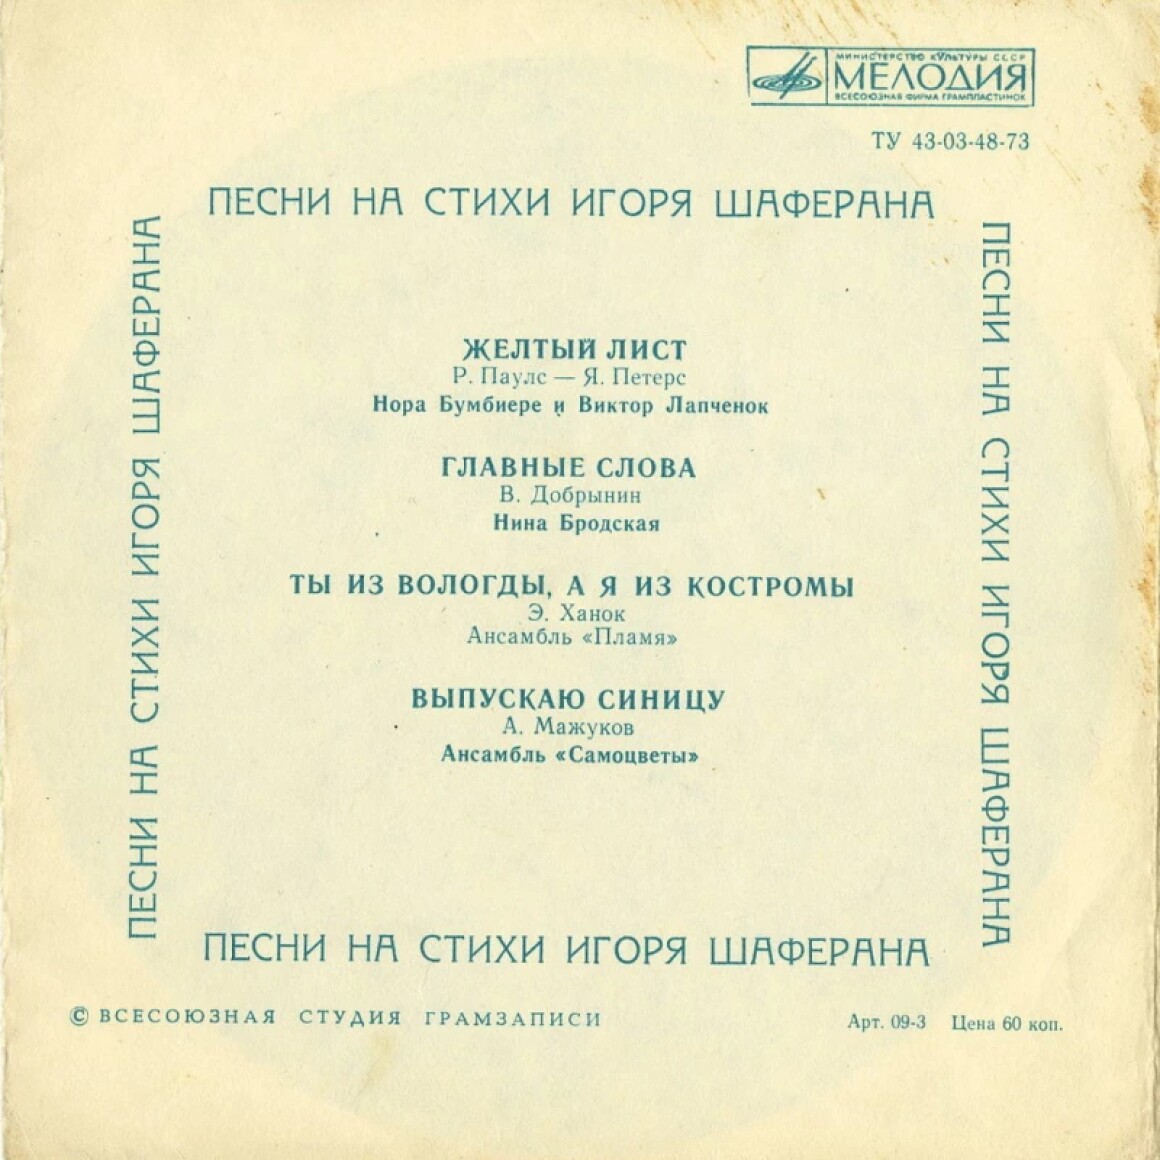 МИНИСТЕРСТВО КУЛЬТУРЫ СССР
МЕЛОДИЯ
ВСЕСОЮЗНАЯ ФИРМА ГРАМПЛАСТИНОК
ТУ 43-03-48-73
ПЕСНИ НА СТИХИ ИГОРЯ ШАФЕРАНА
ПЕСНИ НА СТИХИ ИГОРЯ ШАФЕРАНА
ПЕСНИ НА СТИХИ ИГОРЯ ШАФЕРАНА
ЖЕЛТЫЙ ЛИСТ
Р. Паулс — Я. Петерс
Нора Бумбиере и Виктор Лапченок
ГЛАВНЫЕ СЛОВА
В. Добрынин
Нина Бродская
ТЫ ИЗ ВОЛОГДЫ, А Я ИЗ КОСТРОМЫ
Э. Ханок
Ансамбль «Пламя»
ВЫПУСКАЮ СИНИЦУ
А. Мажуков
Ансамбль «Самоцветы»
ПЕСНИ НА СТИХИ ИГОРЯ ШАФЕРАНА
© ВСЕСОЮЗНАЯ СТУДИЯ ГРАМЗАПИСИ
Арт. 09-3 Цена 60 коп.